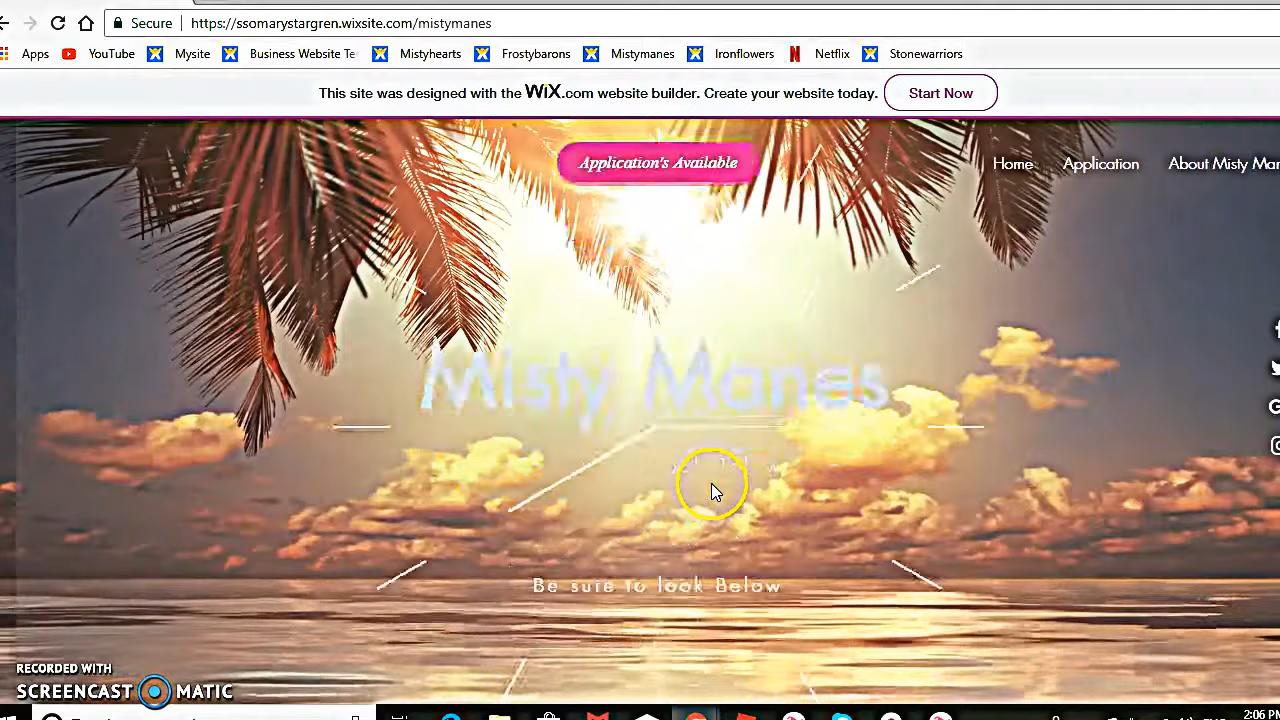 Secure https://ssomarystargren.wixsite.com/mistymanes
Apps YouTube Mysite Business Website Te Mistyhearts Frostybarons Mistymanes Ironflowers Netflix Stonewarriors
This site was designed with the WiX.com website builder. Create your website today. Start Now
Application's Available
Home Application About Misty Man
Misty Manes
Be sure to look Below
RECORDED WITH
SCREENCAST MATIC
2:06 PM